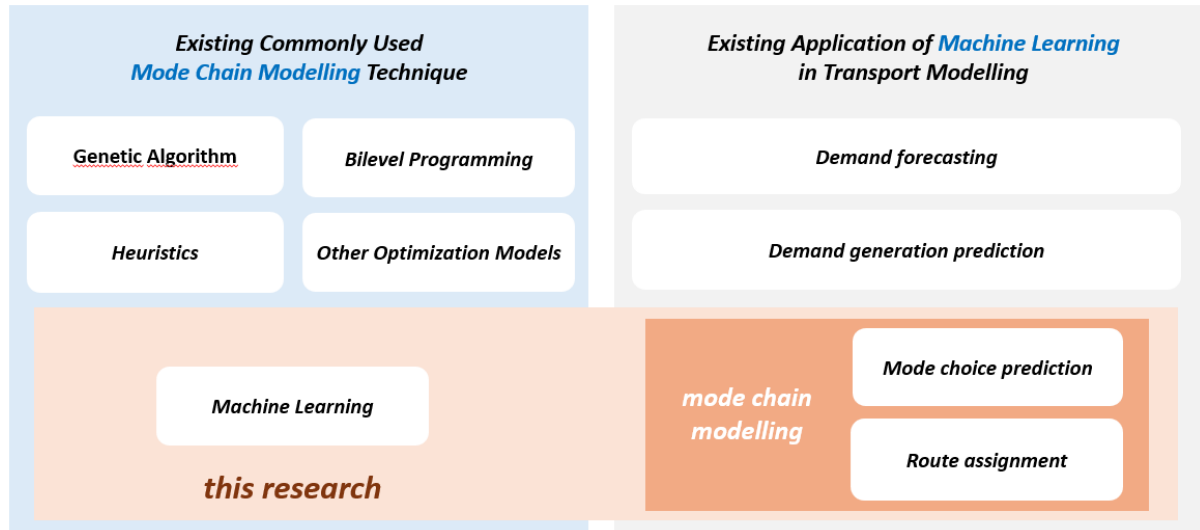 Existing Commonly Used
Mode Chain Modelling Technique
Genetic Algorithm
Bilevel Programming
Heuristics
Other Optimization Models
Existing Application of Machine Learning
in Transport Modelling
Demand forecasting
Demand generation prediction
Machine Learning
this research
mode chain
modelling
Mode choice prediction
Route assignment